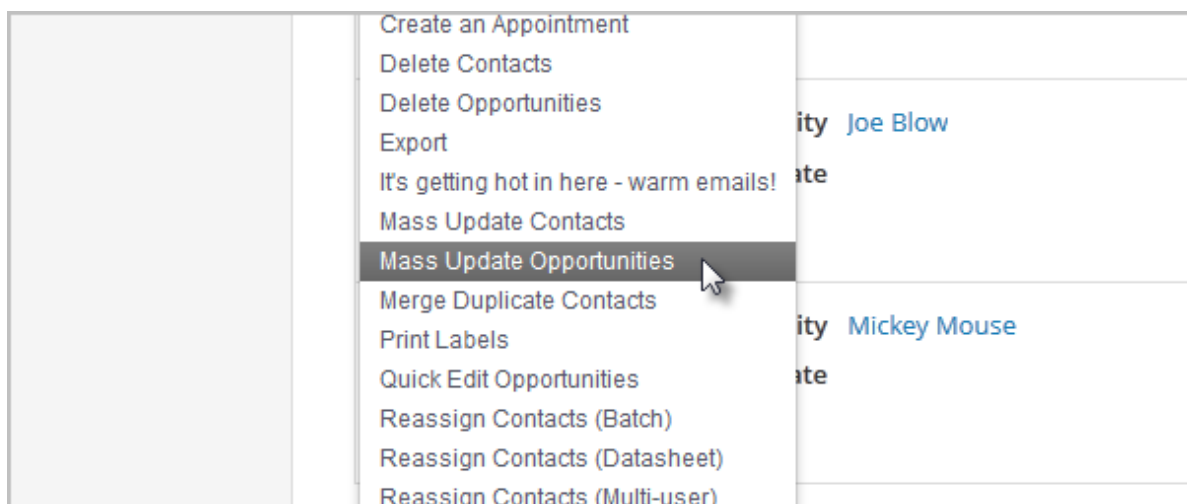 Create an Appointment
Delete Contacts
Delete Opportunities
Export
It's getting hot in here - warm emails!
Mass Update Contacts
Mass Update Opportunities
Merge Duplicate Contacts
Print Labels
Quick Edit Opportunities
Reassign Contacts (Batch)
Reassign Contacts (Datasheet)
Reassign Contacts (Multi-user)
ity Joe Blow
ate
ity Mickey Mouse
ate